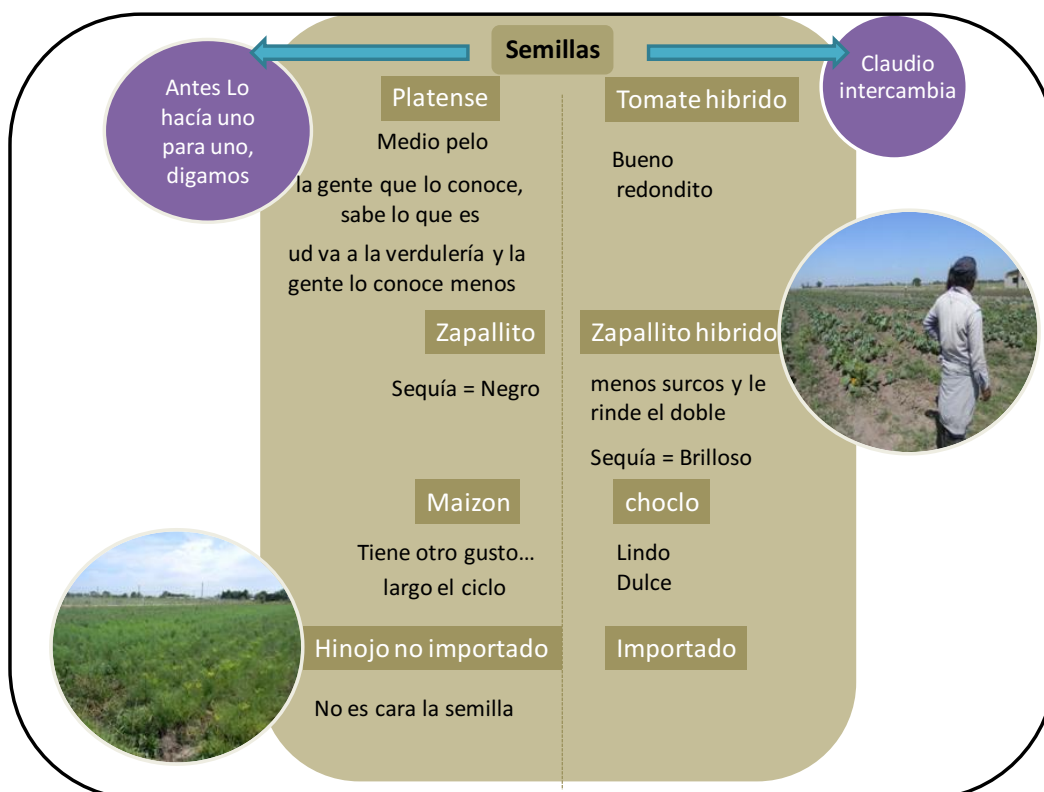 Semillas
Antes Lo
hacía uno
para uno,
digamos
Claudio
intercambia
Platense
Medio pelo
la gente que lo conoce,
sabe lo que es
ud va a la verdulería y la
gente lo conoce menos
Tomate hibrido
Bueno
redondito
Zapallito
Sequía = Negro
Zapallito hibrido
menos surcos y le
rinde el doble
Sequía = Brilloso
Maizon
Tiene otro gusto...
largo el ciclo
choclo
Lindo
Dulce
Hinojo no importado
No es cara la semilla
Importado